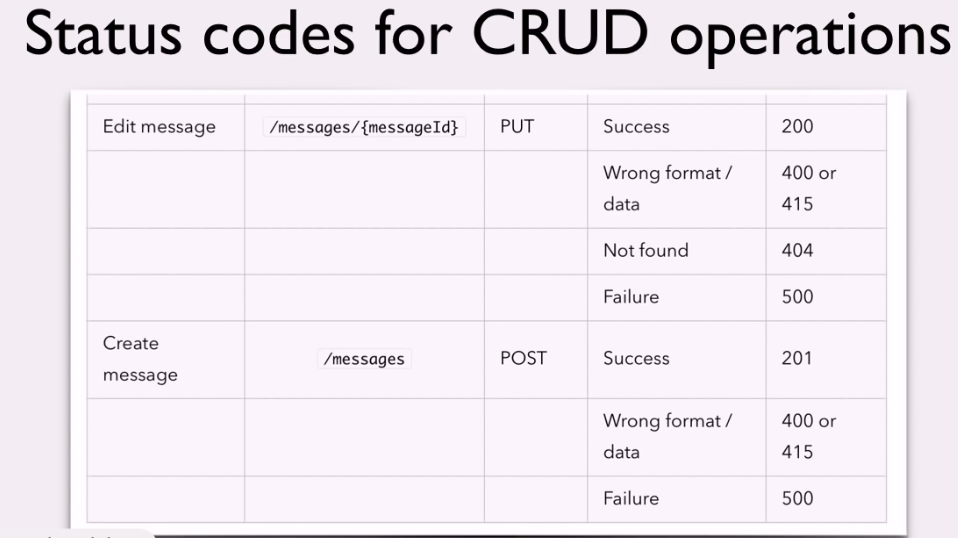 Status codes for CRUD operations
Edit message /messages/{messageId} PUT Success 200
Wrong format / 400 or
data 415
Not found 404
Failure 500
Create
message /messages POST Success 201
Wrong format / 400 or
data 415
Failure 500